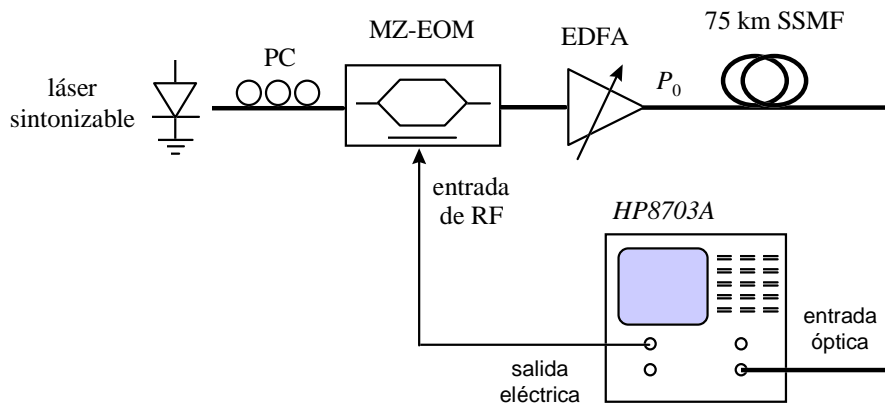 75 km SSMF
MZ-EOM
EDFA
PC
P0
láser
sintonizable
entrada
de RF
HP8703A
entrada
óptica
salida
eléctrica